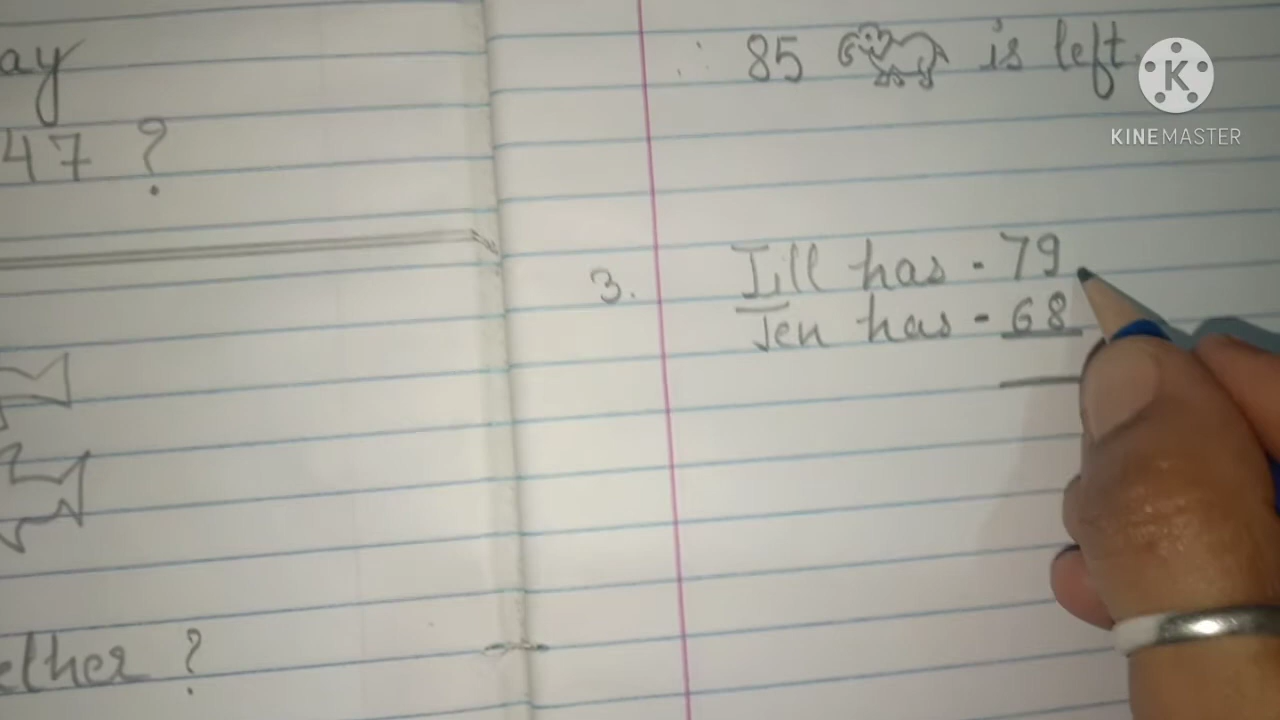 ay
47 ?
ether ?
85 is left.
3. Jill has - 79
Jen has - 68
KINEMASTER